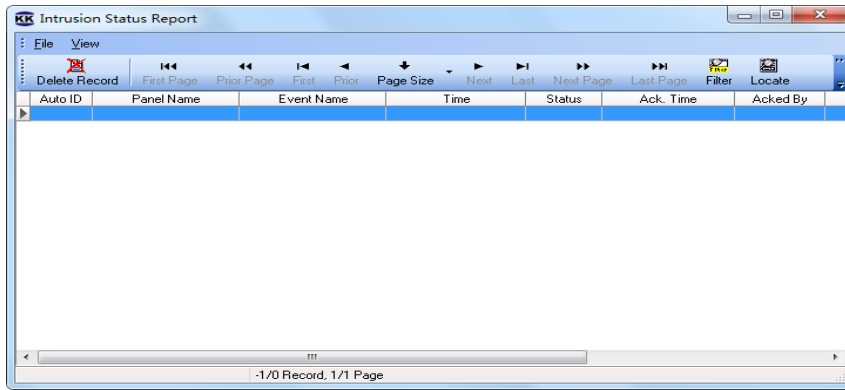 KK Intrusion Status Report
File View
Delete Record First Page Prior Page First Prior Page Size Next Last Next Page Last Page Filter Locate
Auto ID Panel Name Event Name Time Status Ack. Time Acked By
-1/0 Record, 1/1 Page